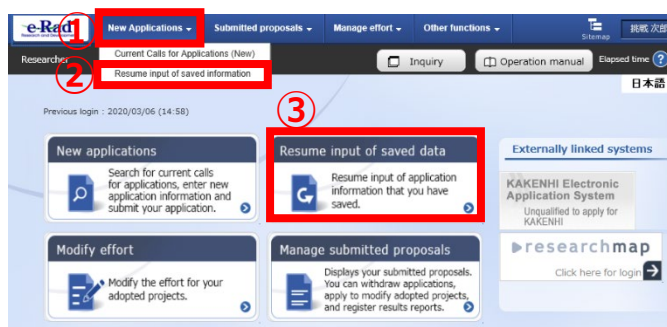 e-Rad
Research and Development
①
New Applications
Submitted proposals
Manage effort
Other functions
Sitemap
挑戦 次郎
Researcher
Current Calls for Applications (New)
②
Resume input of saved information
Inquiry
Operation manual
Elapsed time
?
日本語
Previous login : 2020/03/06 (14:58)
③
New applications
Search for current calls
for applications, enter new
application information and
submit your application.
Resume input of saved data
Resume input of application
information that you have
saved.
Externally linked systems
KAKENHI Electronic
Application System
Unqualified to apply for
KAKENHI
researchmap
Click here for login
Modify effort
Modify the effort for your
adopted projects.
Manage submitted proposals
Displays your submitted proposals.
You can withdraw applications,
apply to modify adopted projects,
and register results reports.